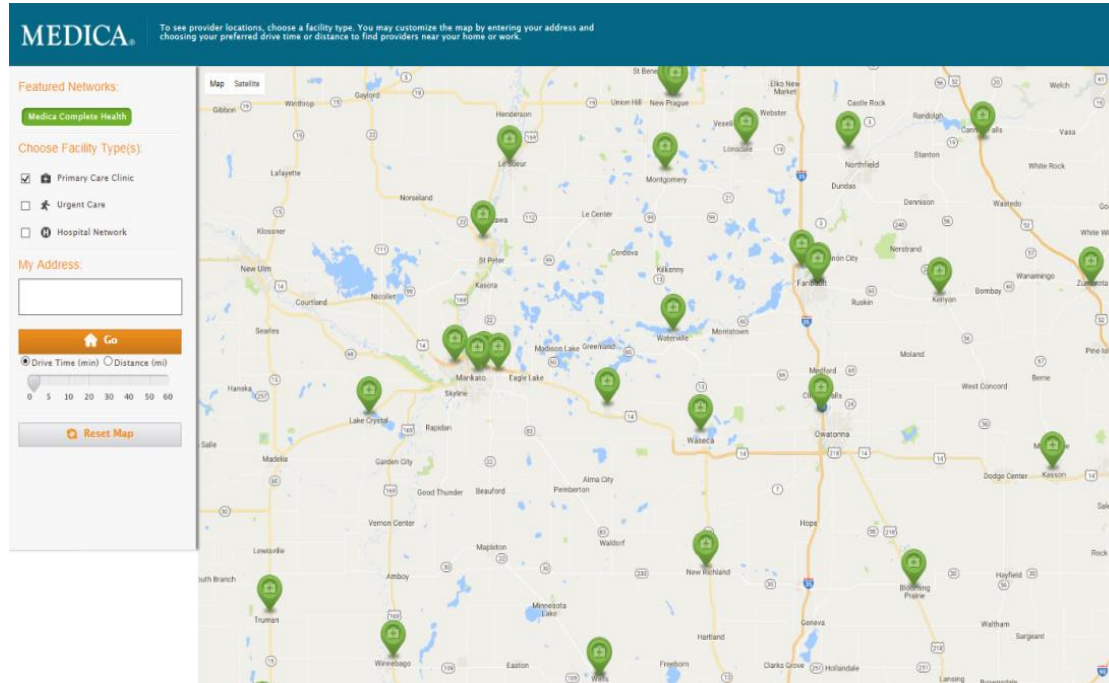 MEDICA®
To see provider locations, choose a facility type. You may customize the map by entering your address and
choosing your preferred drive time or distance to find providers near your home or work.
Featured Networks:
Medica Complete Health
Choose Facility Type(s):
Primary Care Clinic
Urgent Care
Hospital Network
My Address:
Go
Drive Time (min) Distance (mi)
0 5 10 20 30 40 50 60
Reset Map
Map Satellite
Gibbon
Winthrop
Gaylord
Henderson
Union Hill
New Prague
Elko New
Market
Webster
Castle Rock
Randolph
Welch
Vasa
Lonsdale
Northfield
Stanton
White Rock
Lafayette
Le Sueur
Montgomery
Dundas
Norseland
Le Center
Dennison
Wastedo
Klossner
St Peter
Cordova
Kilkenny
Nerstrand
Wanamingo
New Ulm
Kasota
Courtland
Nicollet
Ruskin
Kenyon
Bombay
Searles
Waterville
Morristown
Madison Lake
Moland
Mankato
Eagle Lake
Skyline
Medford
Berne
West Concord
Hanska
Lake Crystal
Rapidan
Waseca
Owatonna
Madelia
Garden City
Dodge Center
Kasson
Alma City
Good Thunder
Beauford
Pemberton
Vernon Center
Hope
Mapleton
Waldorf
Lewisville
Amboy
New Richland
Blooming
Prairie
Hayfield
Minnesota
Lake
Truman
Geneva
Waltham
Hartland
Sargeant
Winnebago
Easton
Wells
Freeborn
Clarks Grove
Hollandale
Lansing